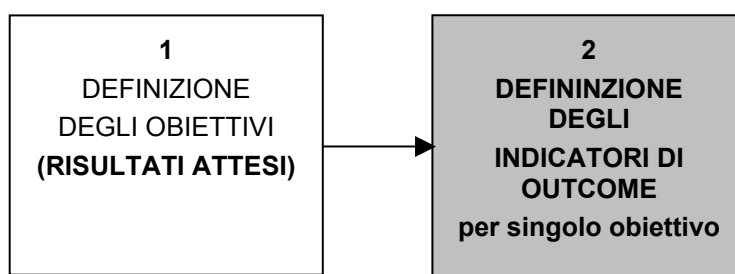 1
DEFINIZIONE
DEGLI OBIETTIVI
(RISULTATI ATTESI)
2
DEFININZIONE
DEGLI
INDICATORI DI
OUTCOME
per singolo obiettivo